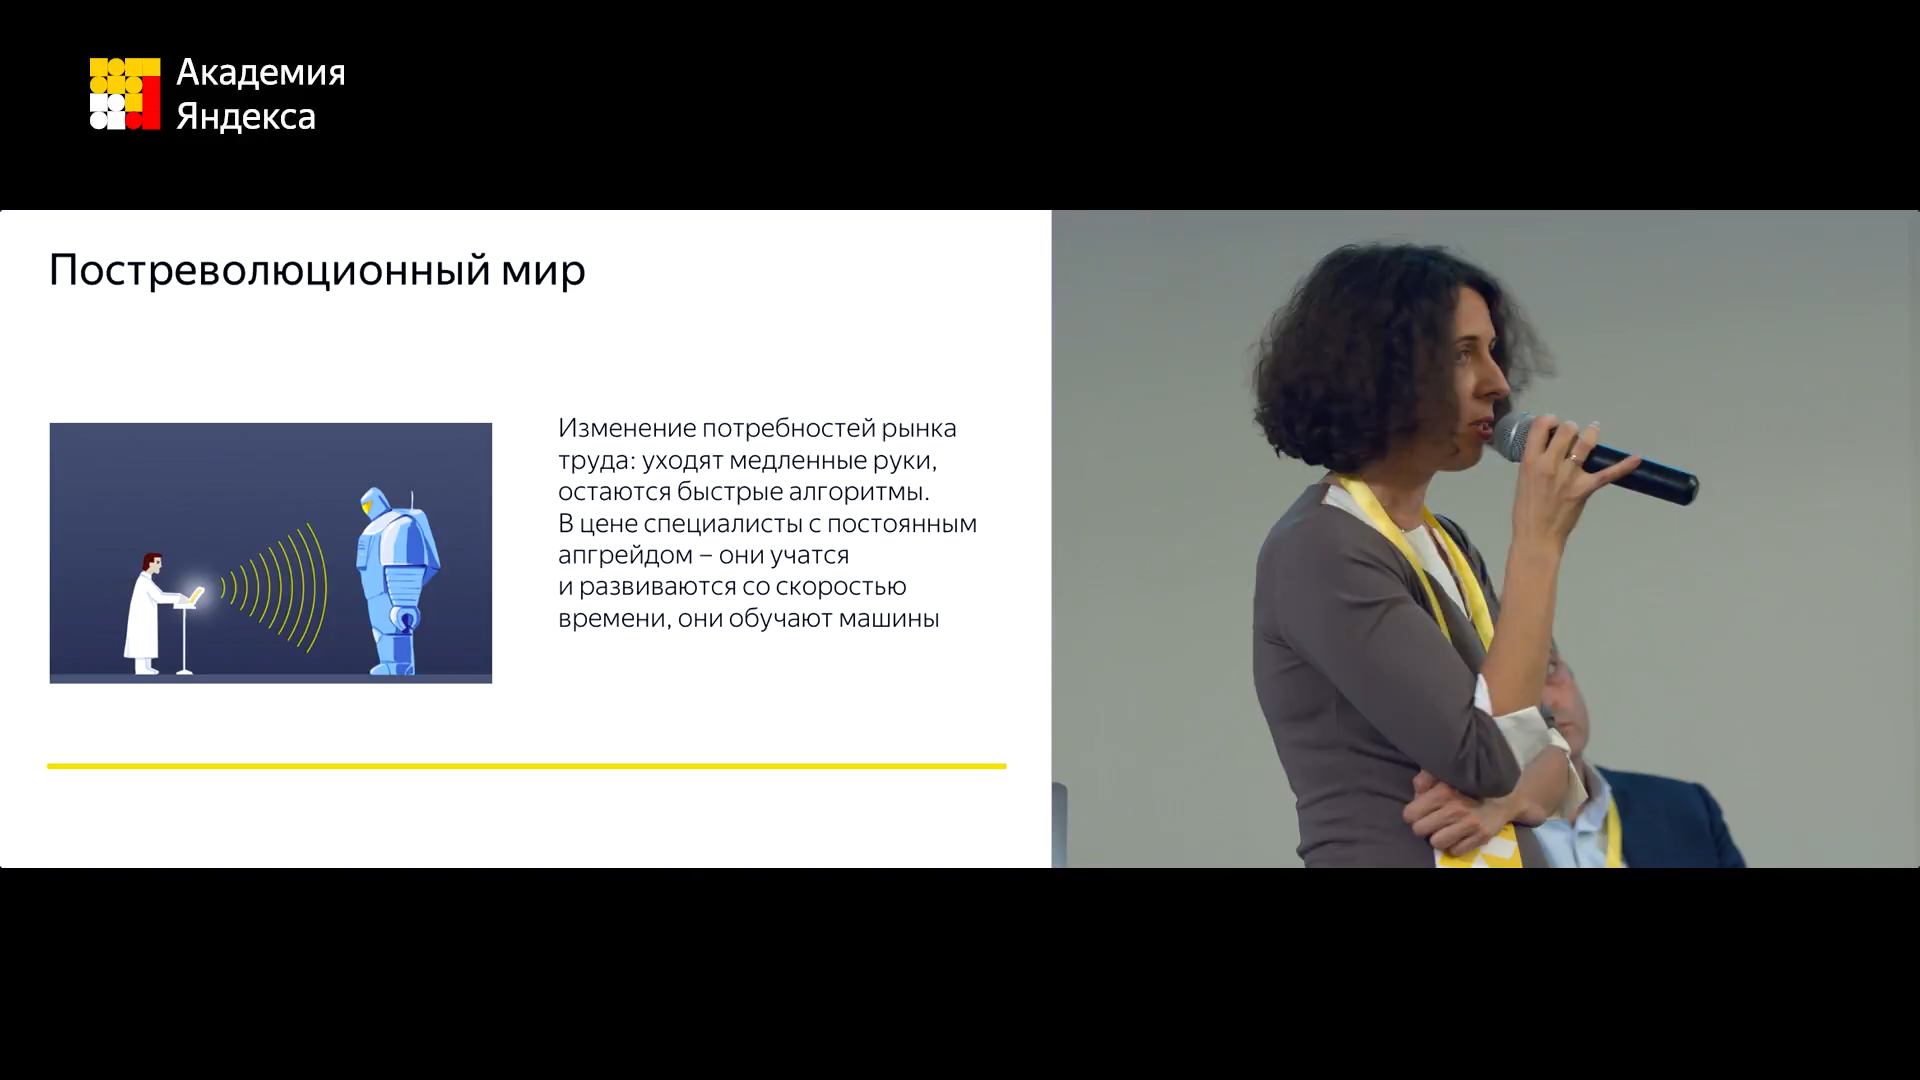 Академия
Яндекса
Постреволюционный мир
Изменение потребностей рынка
труда: уходят медленные руки,
остаются быстрые алгоритмы.
В цене специалисты с постоянным
апгрейдом – они учатся
и развиваются со скоростью
времени, они обучают машины